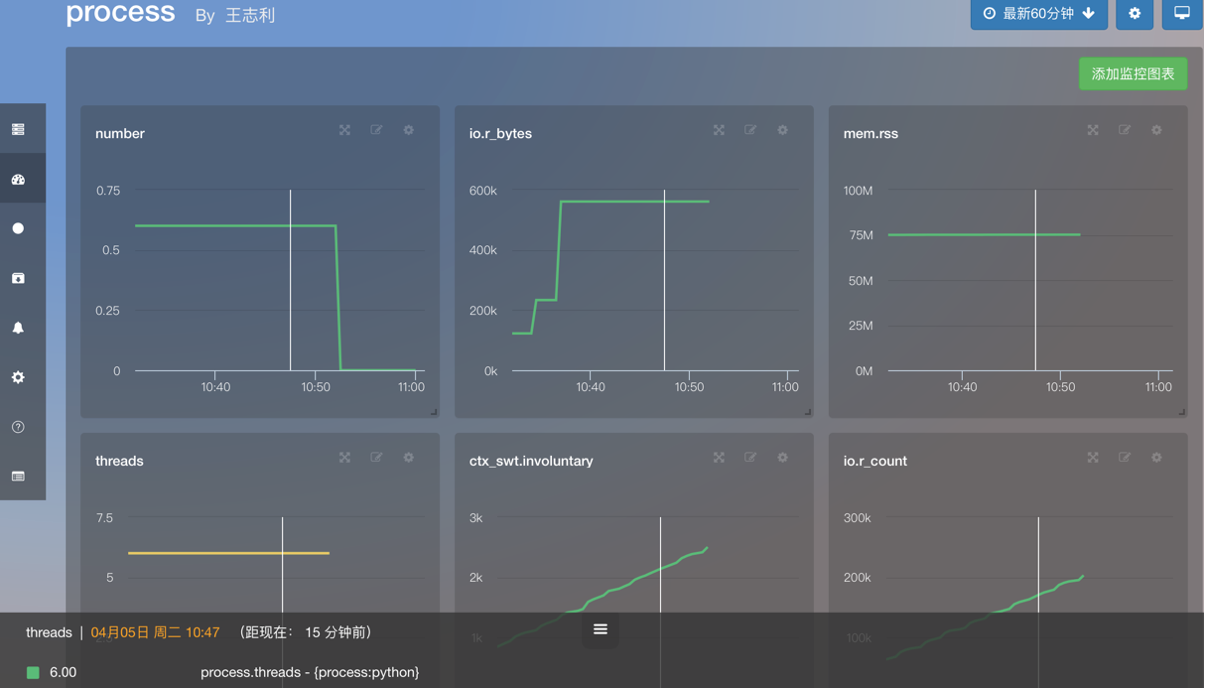 process By 王志利
最新60分钟
添加监控图表
number
0.75
0.5
0.25
0
10:40 10:50 11:00
io.r_bytes
600k
400k
200k
0k
10:40 10:50 11:00
mem.rss
100M
75M
50M
25M
0M
10:40 10:50 11:00
threads
7.5
5
2.5
ctx_swt.involuntary
3k
2k
1k
io.r_count
300k
200k
100k
threads | 04月05日 周二 10:47 （距现在： 15 分钟前）
6.00 process.threads - {process:python}